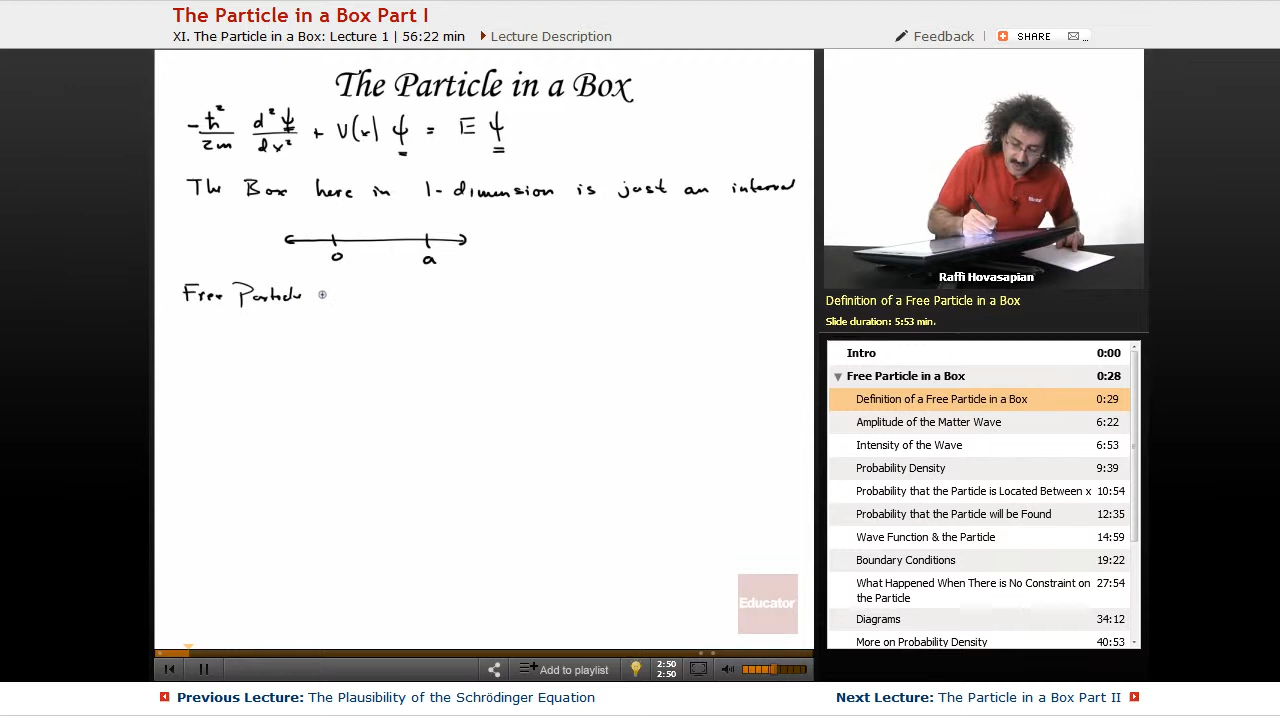 The Particle in a Box Part I
XI. The Particle in a Box: Lecture 1 | 56:22 min
Lecture Description
Feedback
SHARE
The Particle in a Box
-ħ²/2m d²ψ/dx² + V(x) ψ = E ψ
The Box here in 1-dimension is just an interval
0 a
Free Particle
Educator
Raffi Hovasapian
Definition of a Free Particle in a Box
Slide duration: 5:53 min.
Intro 0:00
Free Particle in a Box 0:28
Definition of a Free Particle in a Box 0:29
Amplitude of the Matter Wave 6:22
Intensity of the Wave 6:53
Probability Density 9:39
Probability that the Particle is Located Between x 10:54
Probability that the Particle will be Found 12:35
Wave Function & the Particle 14:59
Boundary Conditions 19:22
What Happened When There is No Constraint on 27:54
the Particle
Diagrams 34:12
More on Probability Density 40:53
Add to playlist
2:50
2:50
Previous Lecture: The Plausibility of the Schrödinger Equation
Next Lecture: The Particle in a Box Part II